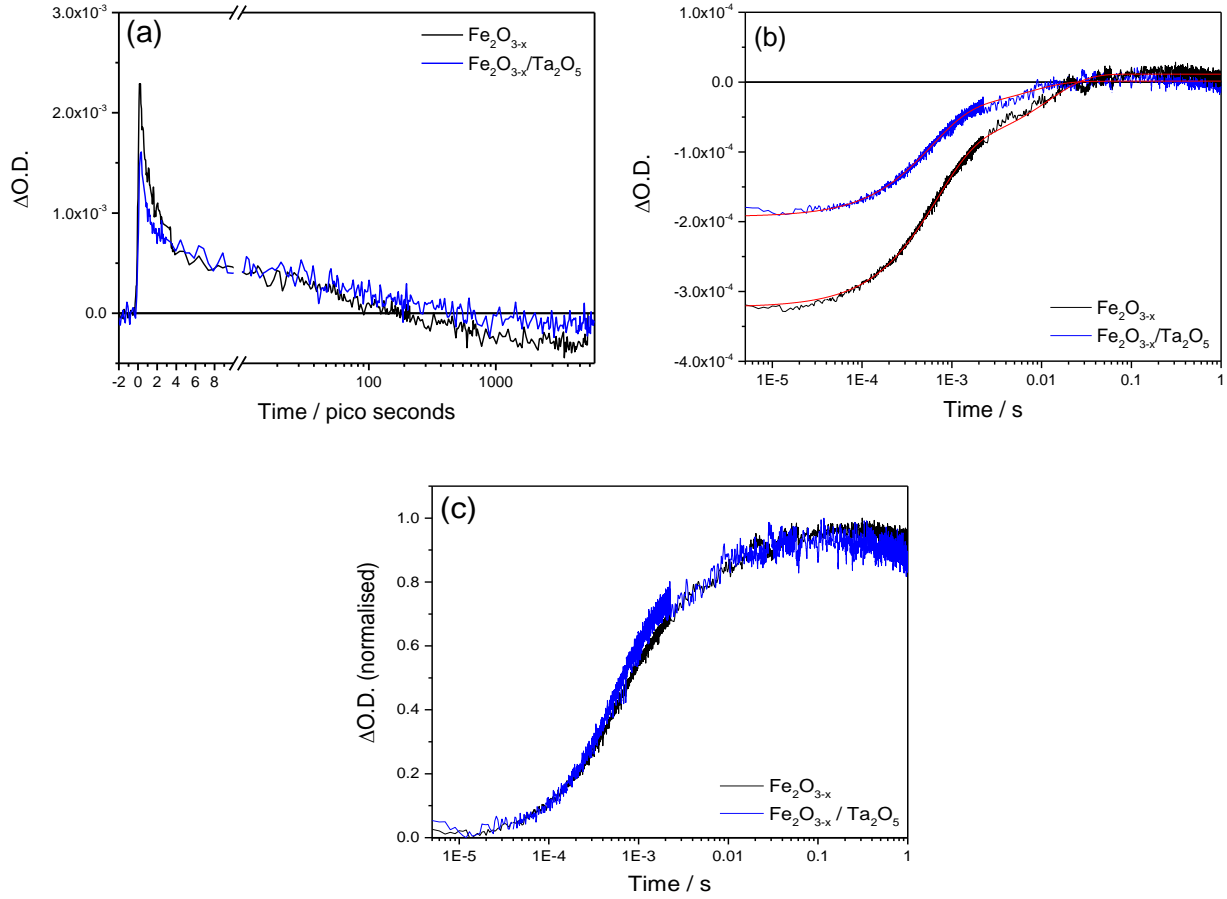 (a)
Fe₂O₃₋ₓ
Fe₂O₃₋ₓ/Ta₂O₅
3.0x10⁻³
2.0x10⁻³
1.0x10⁻³
0.0
ΔO.D.
-2 0 2 4 6 8 100 1000
Time / pico seconds
(b)
1.0x10⁻⁴
0.0
-1.0x10⁻⁴
-2.0x10⁻⁴
-3.0x10⁻⁴
-4.0x10⁻⁴
ΔO.D.
Fe₂O₃₋ₓ
Fe₂O₃₋ₓ/Ta₂O₅
1E-5 1E-4 1E-3 0.01 0.1 1
Time / s
(c)
1.0
0.8
0.6
0.4
0.2
0.0
ΔO.D. (normalised)
Fe₂O₃₋ₓ
Fe₂O₃₋ₓ / Ta₂O₅
1E-5 1E-4 1E-3 0.01 0.1 1
Time / s